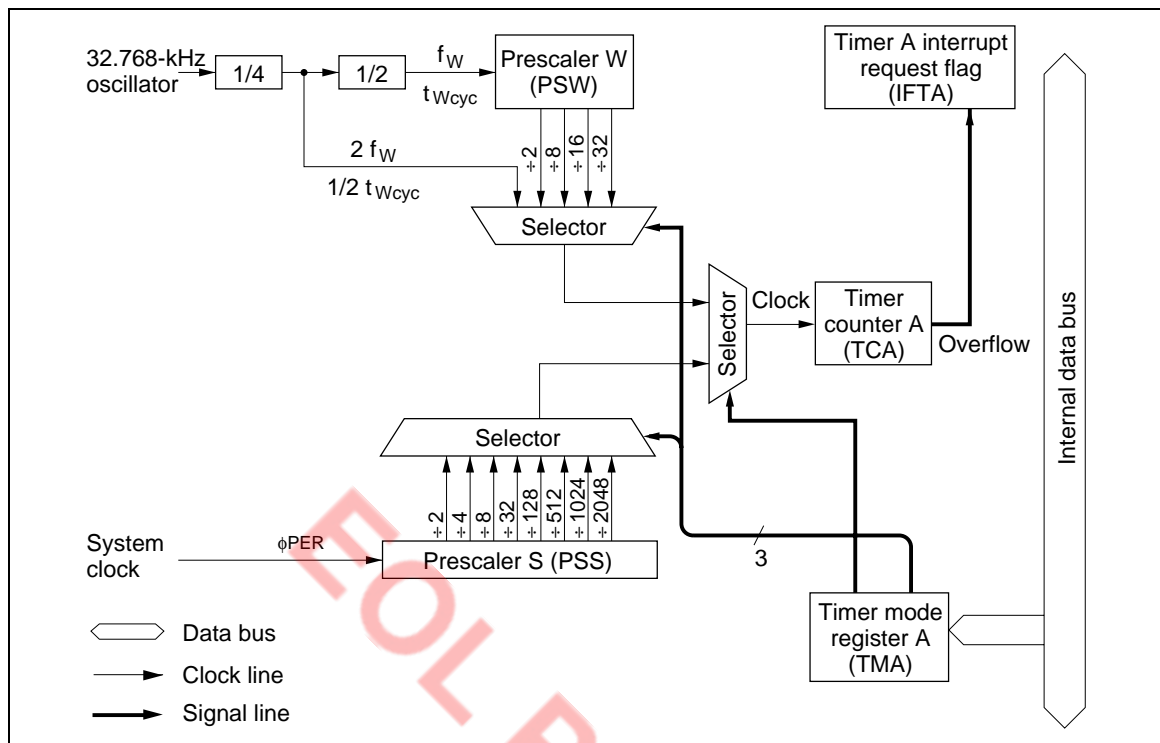 32.768-kHz
oscillator
1/4
1/2
fW
tWcyc
Prescaler W
(PSW)
2 fW
1/2 tWcyc
÷2
÷8
÷16
÷32
Selector
Timer A interrupt
request flag
(IFTA)
Selector
Clock
Timer
counter A
(TCA)
Overflow
Internal data bus
Selector
÷2
÷4
÷8
÷32
÷128
÷512
÷1024
÷2048
System
clock
ϕPER
Prescaler S (PSS)
3
Timer mode
register A
(TMA)
Data bus
Clock line
Signal line
EOL